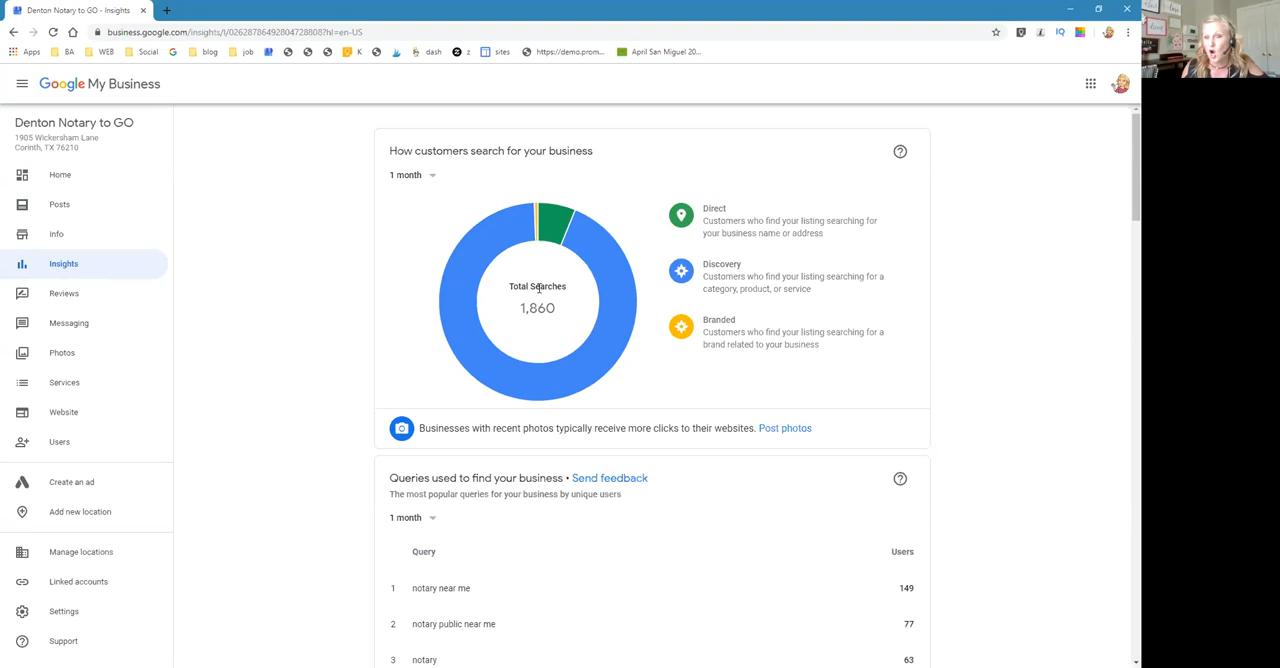 Denton Notary to GO - Insights
business.google.com/insights/l/02628786492804728808?hl=en-US
Apps
BA
WEB
Social
blog
job
K
dash
z
sites
https://demo.prom...
April San Miguel 20...
IQ
Google My Business
Denton Notary to GO
1905 Wickersham Lane
Corinth, TX 76210
Home
Posts
Info
Insights
Reviews
Messaging
Photos
Services
Website
Users
Create an ad
Add new location
Manage locations
Linked accounts
Settings
Support
How customers search for your business
1 month
Total Searches
1,860
Direct
Customers who find your listing searching for
your business name or address
Discovery
Customers who find your listing searching for a
category, product, or service
Branded
Customers who find your listing searching for a
brand related to your business
Businesses with recent photos typically receive more clicks to their websites. Post photos
Queries used to find your business • Send feedback
The most popular queries for your business by unique users
1 month
Query Users
1 notary near me 149
2 notary public near me 77
3 notary 63